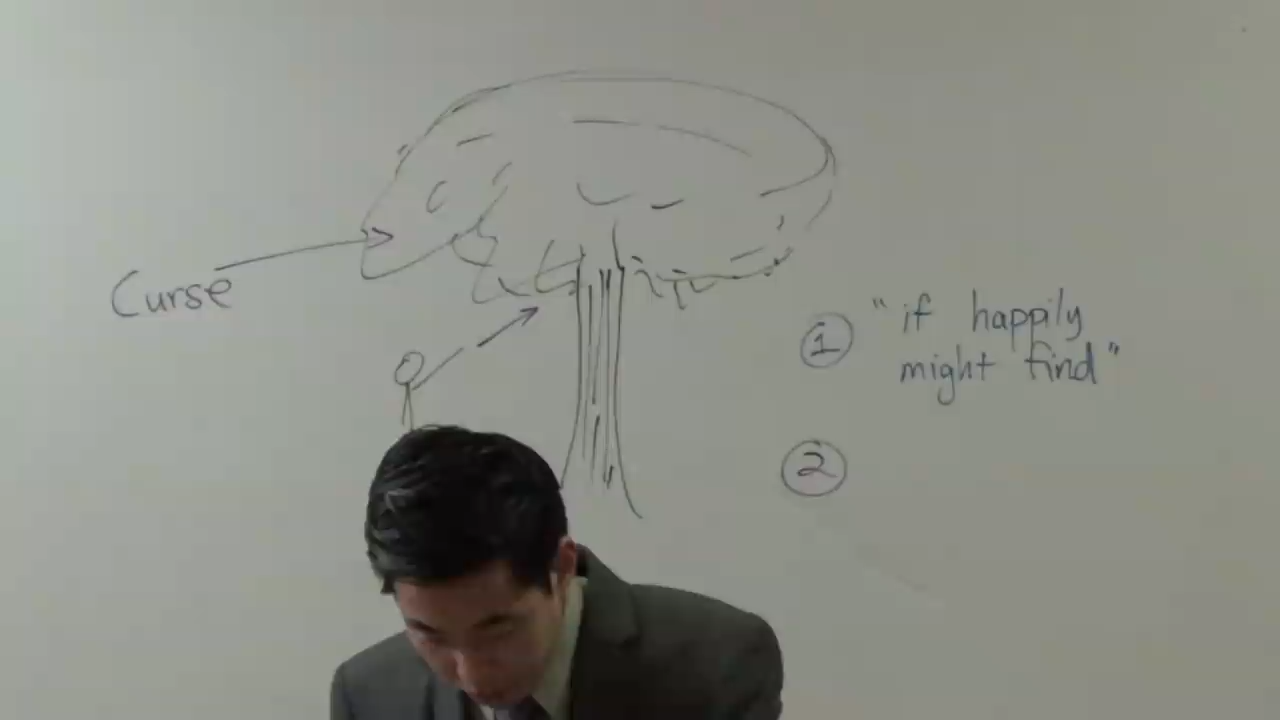 Curse
① "if happily
might find"
②